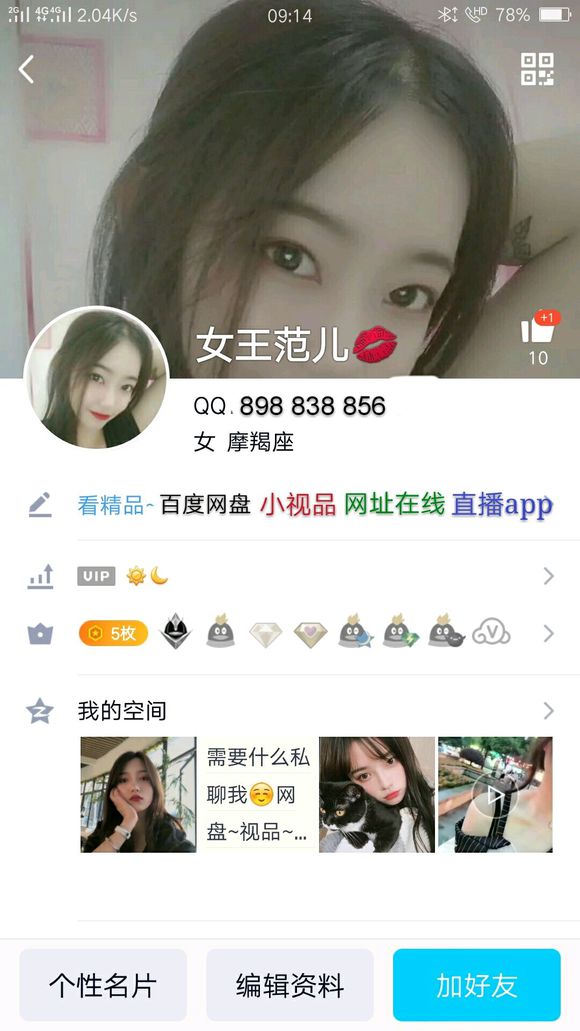 2G 4G 4G 2.04K/s 09:14 HD 78%
+1
女王范儿💋 10
QQ: 898 838 856
女 摩羯座
看精品~ 百度网盘 小视品 网址在线 直播app
VIP
5枚 V
我的空间
需要什么私
聊我☺️网
盘~视品~...
个性名片 编辑资料 加好友